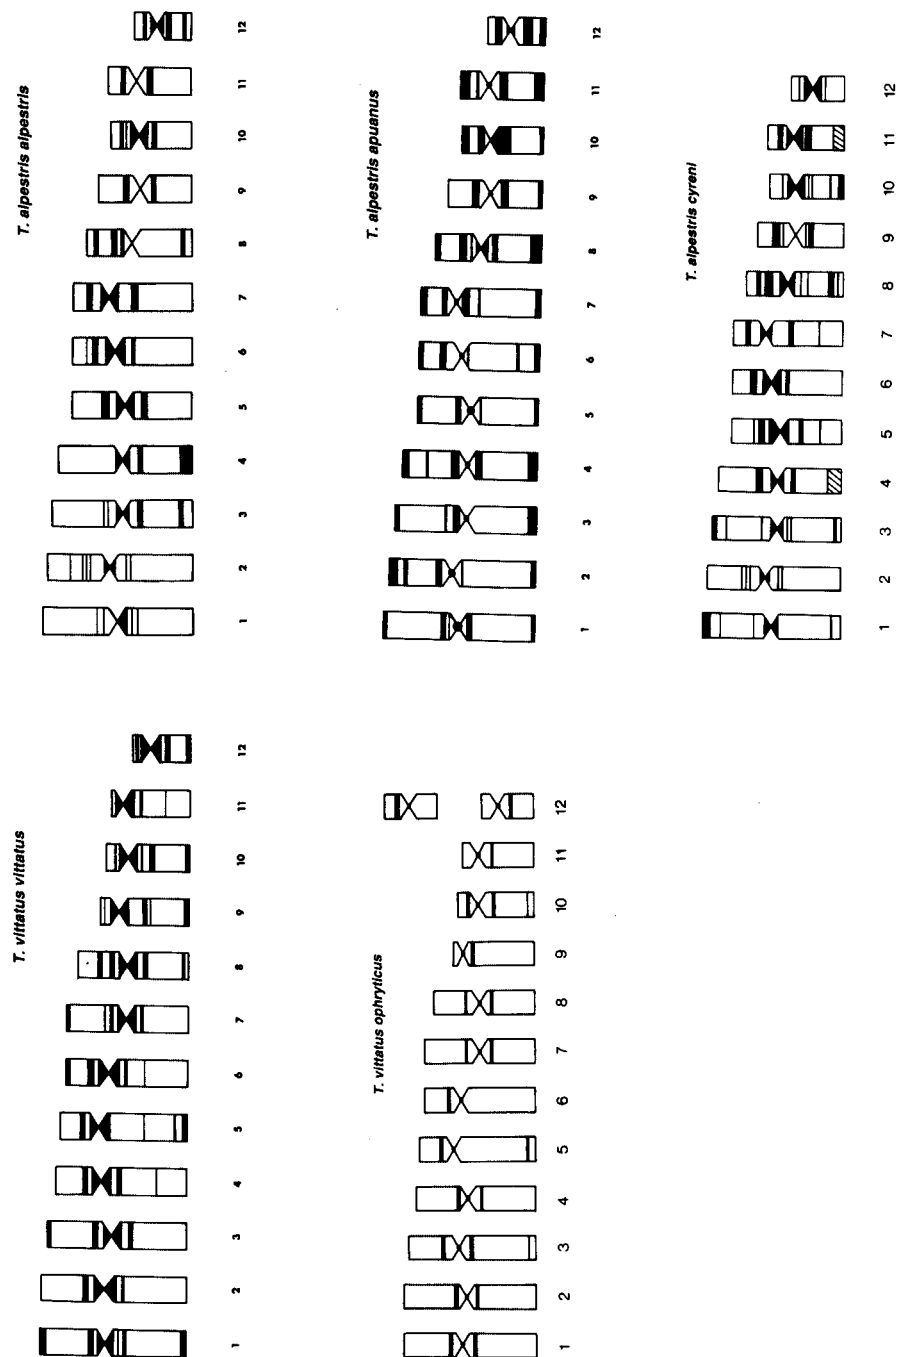 T. vittatus vittatus
1 2 3 4 5 6 7 8 9 10 11 12
T. alpestris alpestris
1 2 3 4 5 6 7 8 9 10 11 12
T. vittatus ophryticus
1 2 3 4 5 6 7 8 9 10 11 12
T. alpestris apuanus
1 2 3 4 5 6 7 8 9 10 11 12
T. alpestris cyreni
1 2 3 4 5 6 7 8 9 10 11 12